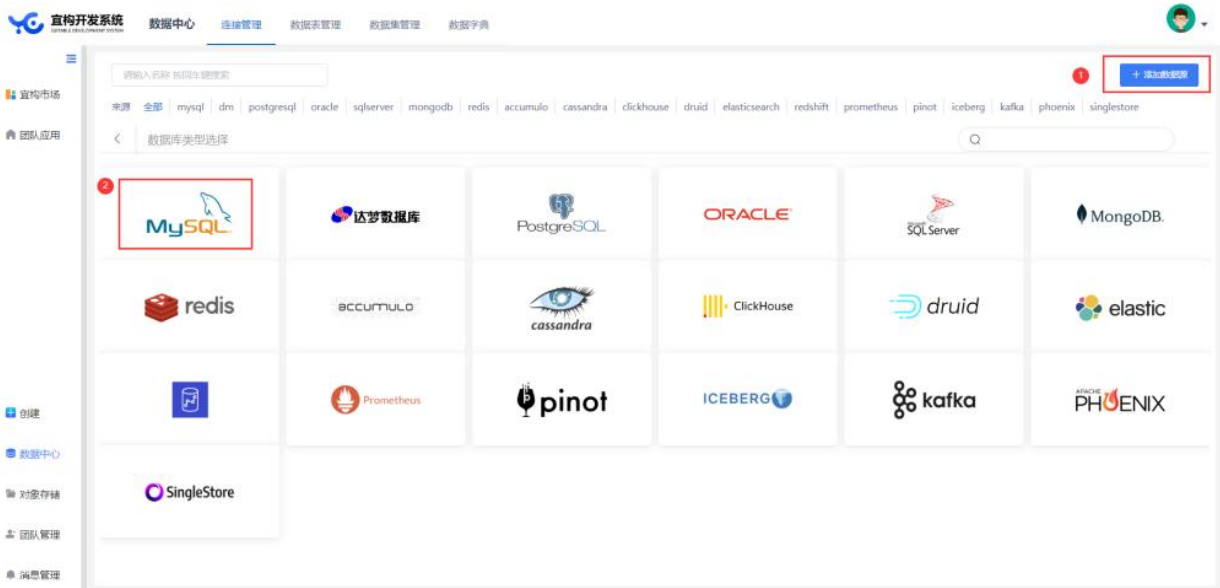 宜构开发系统
SUITABLE DEVELOPMENT SYSTEM
数据中心 连接管理 数据表管理 数据集管理 数据字典
请输入名称 按回车键搜索
1
+ 添加数据源
来源 全部 mysql dm postgresql oracle sqlserver mongodb redis accumulo cassandra clickhouse druid elasticsearch redshift prometheus pinot iceberg kafka phoenix singlestore
数据库类型选择
2
MySQL 达梦数据库 PostgreSQL ORACLE SQL Server MongoDB.
redis accumulo cassandra ClickHouse druid elastic
Prometheus pinot ICEBERG kafka APACHE PHOENIX
SingleStore
宜构市场
团队应用
创建
数据中心
对象存储
团队管理
消息管理